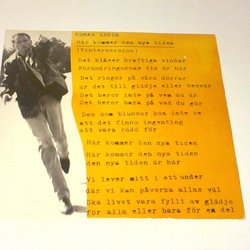 TOMAS LEDIN
Här kommer den nya tiden
(Vinterversion)
Det blåser kraftiga vindar
Förändringarnas tid är här
Det ringer på våra dörrar
är det till glädje eller besvär
Det beror inte på vem du är
Det beror bara på vad du gör
Den som blundar kan inte se
att det finns ingenting
att vara rädd för
Här kommer den nya tiden
Här kommer den nya tiden
den nya tiden är här
Vi lever mitt i ett under
där vi kan påverka allas väl
Ska livet vara fyllt av glädje
för alla eller bara för en del